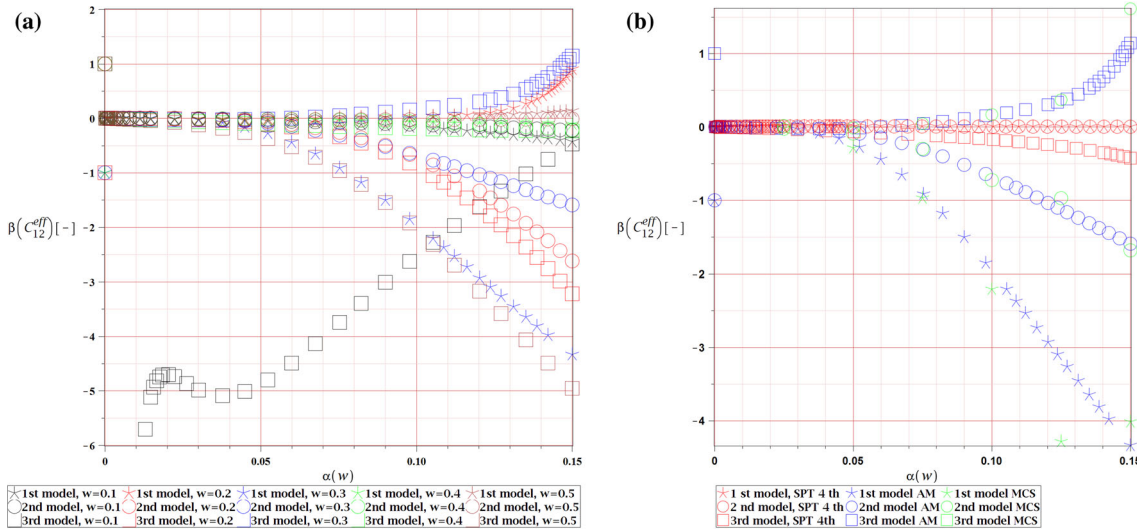 (a)
2
1
0
-1
-2
-3
-4
-5
-6
β(C₁₂^eff)[-]
0
0.05
0.10
0.15
α(w)
1st model, w=0.1 1st model, w=0.2 1st model, w=0.3 1st model, w=0.4 1st model, w=0.5
2nd model, w=0.1 2nd model, w=0.2 2nd model, w=0.3 2nd model, w=0.4 2nd model, w=0.5
3rd model, w=0.1 3rd model, w=0.2 3rd model, w=0.3 3rd model, w=0.4 3rd model, w=0.5
(b)
1
0
-1
-2
-3
-4
β(C₁₂^eff)[-]
0
0.05
0.10
0.15
α(w)
1 st model, SPT 4 th 1st model AM 1st model MCS
2 nd model, SPT 4 th 2nd model AM 2nd model MCS
3rd model, SPT 4th 3rd model AM 3rd model MCS